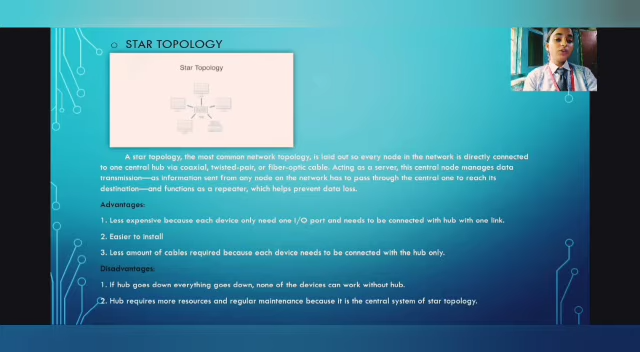 STAR TOPOLOGY
Star Topology
A star topology, the most common network topology, is laid out so every node in the network is directly connected
to one central hub via coaxial, twisted-pair, or fiber-optic cable. Acting as a server, this central node manages data
transmission—as information sent from any node on the network has to pass through the central one to reach its
destination—and functions as a repeater, which helps prevent data loss.
Advantages:
1. Less expensive because each device only need one I/O port and needs to be connected with hub with one link.
2. Easier to install
3. Less amount of cables required because each device needs to be connected with the hub only.
Disadvantages:
1. If hub goes down everything goes down, none of the devices can work without hub.
2. Hub requires more resources and regular maintenance because it is the central system of star topology.